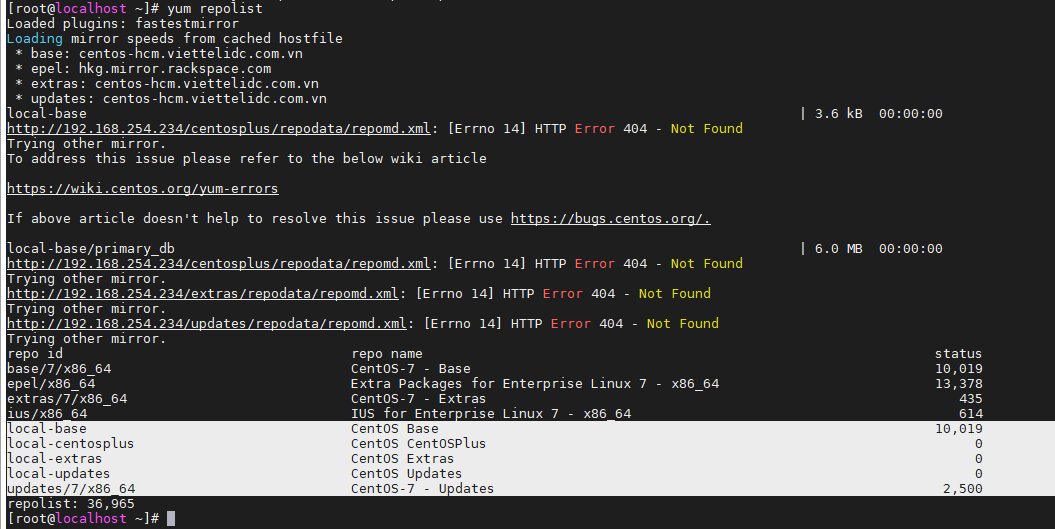 [root@localhost ~]# yum repolist
Loaded plugins: fastestmirror
Loading mirror speeds from cached hostfile
 * base: centos-hcm.viettelidc.com.vn
 * epel: hkg.mirror.rackspace.com
 * extras: centos-hcm.viettelidc.com.vn
 * updates: centos-hcm.viettelidc.com.vn
local-base | 3.6 kB 00:00:00
http://192.168.254.234/centosplus/repodata/repomd.xml: [Errno 14] HTTP Error 404 - Not Found
Trying other mirror.
To address this issue please refer to the below wiki article
https://wiki.centos.org/yum-errors
If above article doesn't help to resolve this issue please use https://bugs.centos.org/.
local-base/primary_db | 6.0 MB 00:00:00
http://192.168.254.234/centosplus/repodata/repomd.xml: [Errno 14] HTTP Error 404 - Not Found
Trying other mirror.
http://192.168.254.234/extras/repodata/repomd.xml: [Errno 14] HTTP Error 404 - Not Found
Trying other mirror.
http://192.168.254.234/updates/repodata/repomd.xml: [Errno 14] HTTP Error 404 - Not Found
Trying other mirror.
repo id repo name status
base/7/x86_64 CentOS-7 - Base 10,019
epel/x86_64 Extra Packages for Enterprise Linux 7 - x86_64 13,378
extras/7/x86_64 CentOS-7 - Extras 435
ius/x86_64 IUS for Enterprise Linux 7 - x86_64 614
local-base CentOS Base 10,019
local-centosplus CentOS CentOSPlus 0
local-extras CentOS Extras 0
local-updates CentOS Updates 0
updates/7/x86_64 CentOS-7 - Updates 2,500
repolist: 36,965
[root@localhost ~]#